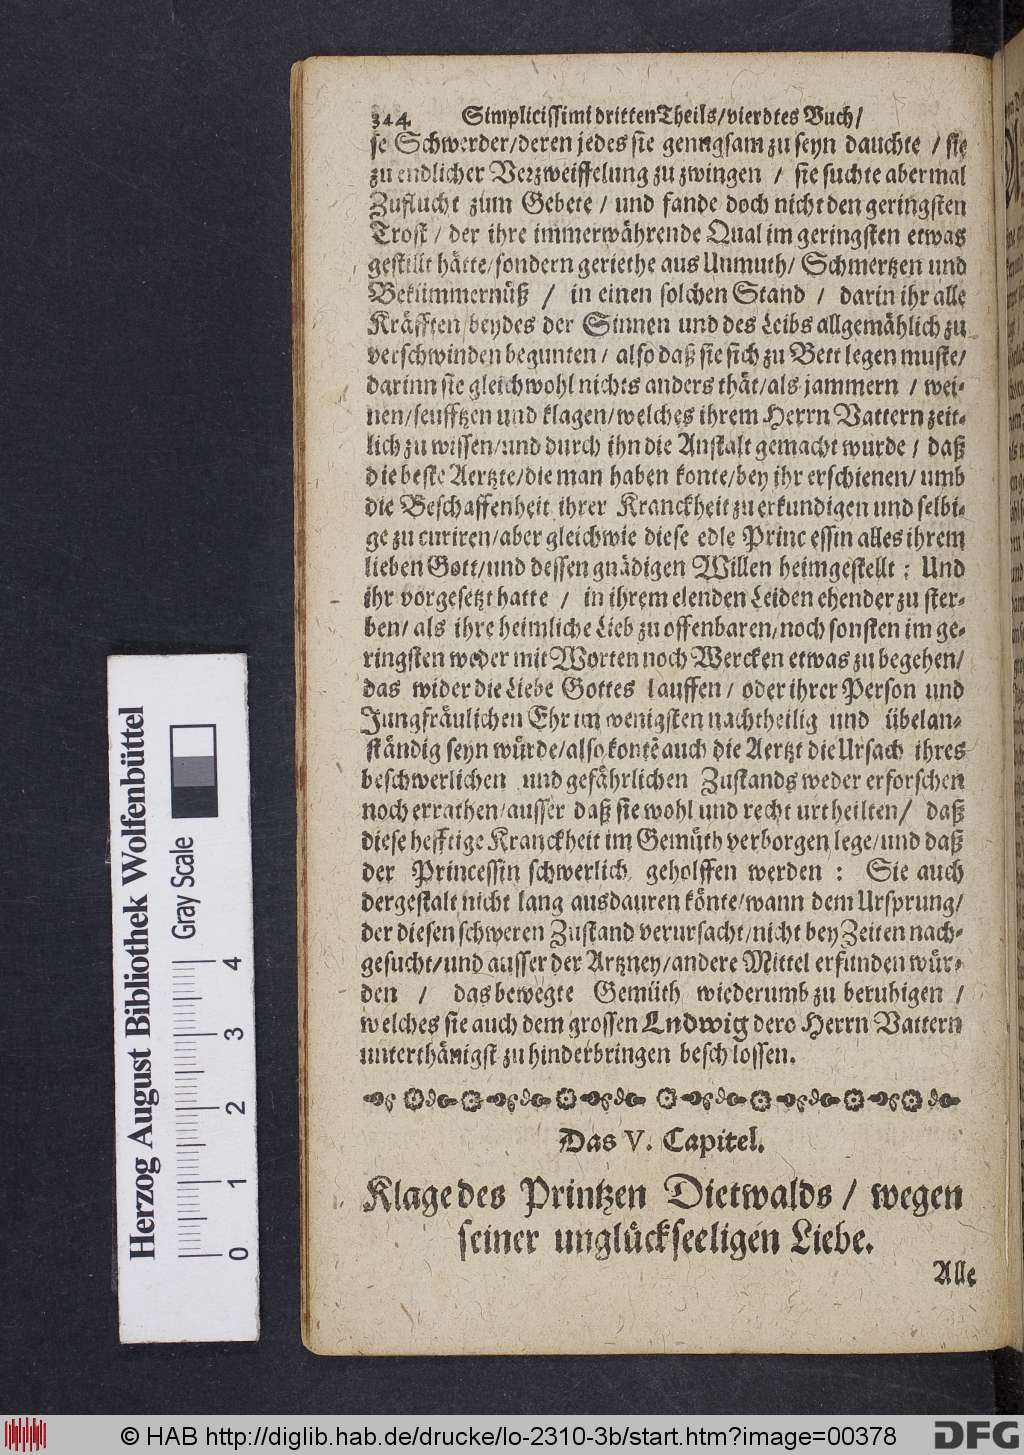 344. Simplicissimi dritten Theils/vierdtes Buch/
se Schwerder/deren jedes sie genugsam zu seyn dauchte / sie
zu endlicher Verzweiffelung zu zwingen / sie suchte abermal
Zuflucht zum Gebete / und fande doch nicht den geringsten
Trost / der ihre immerwährende Qual im geringsten etwas
gestillt hätte/sondern geriethe aus Unmuth/ Schmertzen und
Bekümmernüß / in einen solchen Stand / darin ihr alle
Kräfften/beydes der Sinnen und des Leibs allgemählich zu
verschwinden begunten / also daß sie sich zu Bett legen muste/
darinn sie gleichwohl nichts anders thät/als jammern / wei-
nen/seufftzen und klagen/welches ihrem Herrn Vattern zeit-
lich zu wissen/und durch ihn die Anstalt gemacht wurde / daß
die beste Aertzte/die man haben konte/bey ihr erschienen/ umb
die Beschaffenheit ihrer Kranckheit zu erkundigen und selbi-
ge zu curiren/aber gleichwie diese edle Princessin alles ihrem
lieben Gott/und dessen gnädigen Willen heimgestellt : Und
ihr vorgesetzt hatte / in ihrem elenden Leiden ehender zu ster-
ben/ als ihre heimliche Lieb zu offenbaren/noch sonsten im ge-
ringsten weder mit Worten noch Wercken etwas zu begehen/
das wider die Liebe Gottes lauffen / oder ihrer Person und
Jungfräulichen Ehr im wenigsten nachtheilig und übelan-
ständig seyn würde/also kontē auch die Aertzt die Ursach ihres
beschwerlichen und gefährlichen Zustands weder erforschen
noch errathen/ausser daß sie wohl und recht urtheilten/ daß
diese hefftige Kranckheit im Gemüth verborgen lege/und daß
der Princessin schwerlich geholffen werden : Sie auch
dergestalt nicht lang ausdauren könte/wann dem Ursprung/
der diesen schweren Zustand verursacht/nicht bey Zeiten nach-
gesucht/und ausser der Artzney/andere Mittel erfunden wür-
den / das bewegte Gemüth wiederumb zu beruhigen /
welches sie auch dem grossen Ludwig dero Herrn Vattern
unterthänigst zu hinderbringen beschlossen.
Das V. Capitel.
Klage des Printzen Dietwalds / wegen
seiner unglückseeligen Liebe.
Alle
Herzog August Bibliothek Wolfenbüttel
Gray Scale
0 1 2 3 4
© HAB http://diglib.hab.de/drucke/lo-2310-3b/start.htm?image=00378
DFG